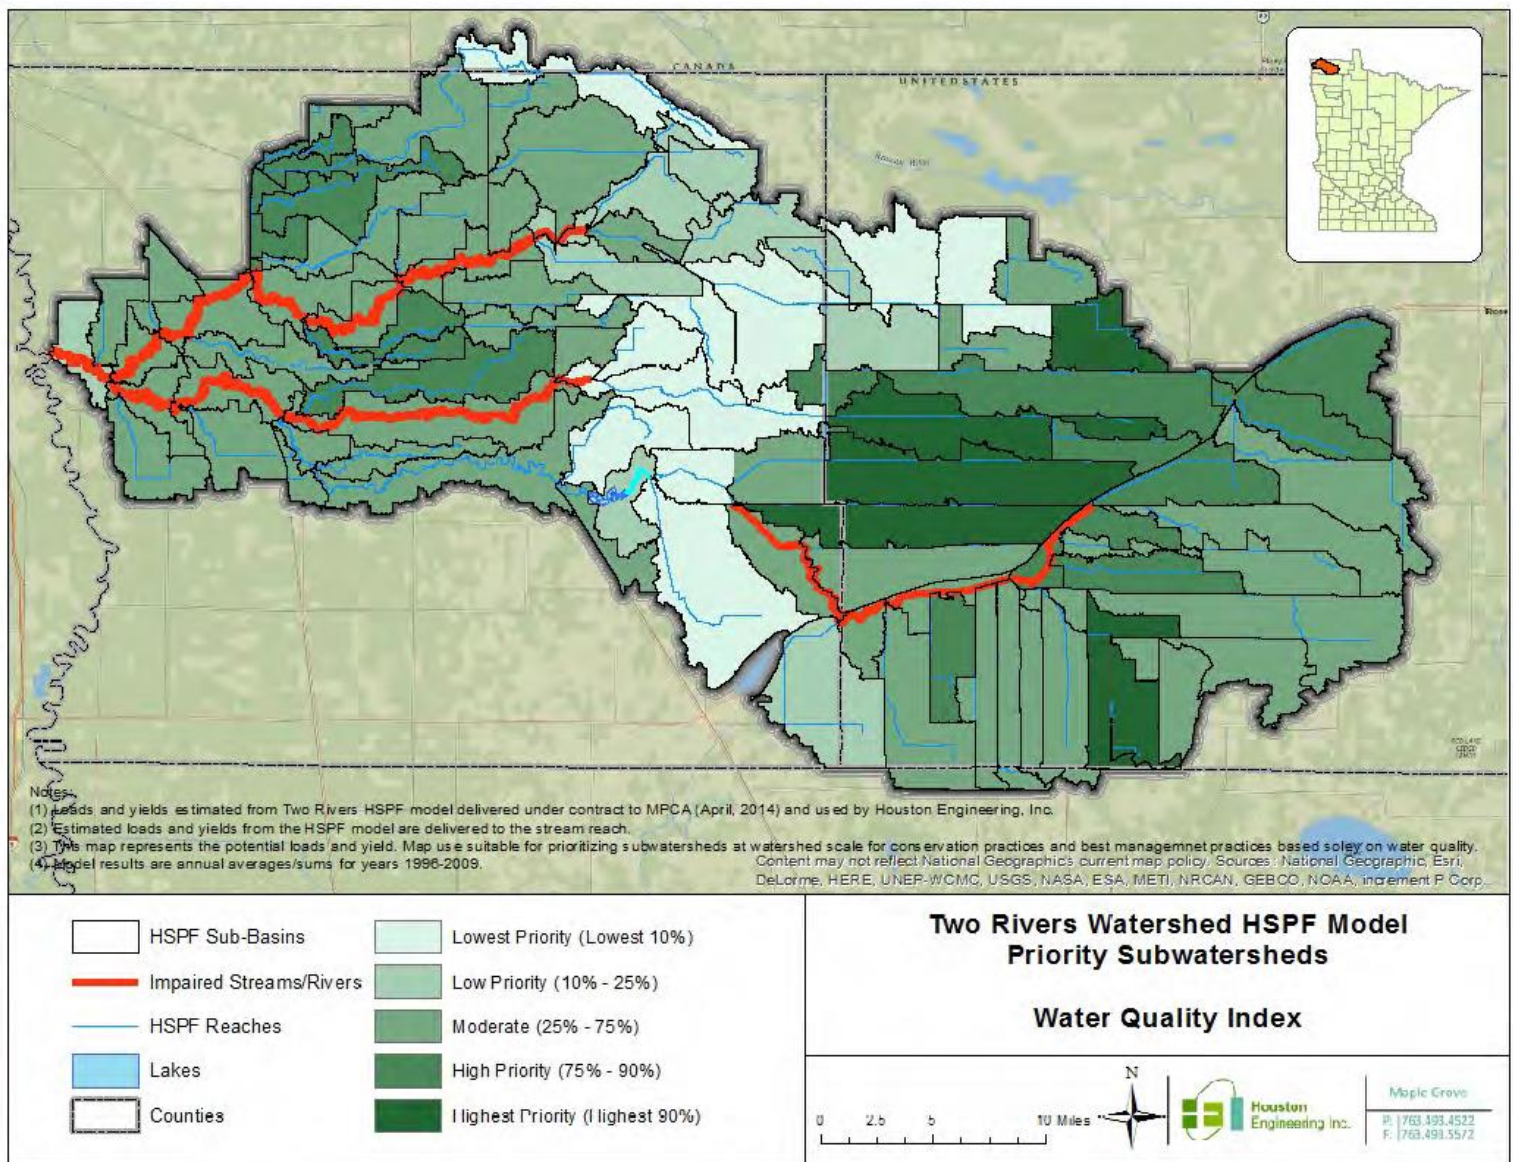 CANADA
UNITED STATES
Notes:
(1) Loads and yields estimated from Two Rivers HSPF model delivered under contract to MPCA (April, 2014) and used by Houston Engineering, Inc.
(2) Estimated loads and yields from the HSPF model are delivered to the stream reach.
(3) This map represents the potential loads and yield. Map use suitable for prioritizing subwatersheds at watershed scale for conservation practices and best managemnet practices based soley on water quality.
(4) Model results are annual averages/sums for years 1996-2009.
Content may not reflect National Geographic's current map policy. Sources: National Geographic, Esri,
DeLorme, HERE, UNEP-WCMC, USGS, NASA, ESA, METI, NRCAN, GEBCO, NOAA, increment P Corp.
HSPF Sub-Basins
Impaired Streams/Rivers
HSPF Reaches
Lakes
Counties
Lowest Priority (Lowest 10%)
Low Priority (10% - 25%)
Moderate (25% - 75%)
High Priority (75% - 90%)
Highest Priority (Highest 90%)
Two Rivers Watershed HSPF Model
Priority Subwatersheds
Water Quality Index
0 2.5 5 10 Miles
N
Houston
Engineering Inc.
Maple Grove
P: 763.493.4522
F: 763.493.5572